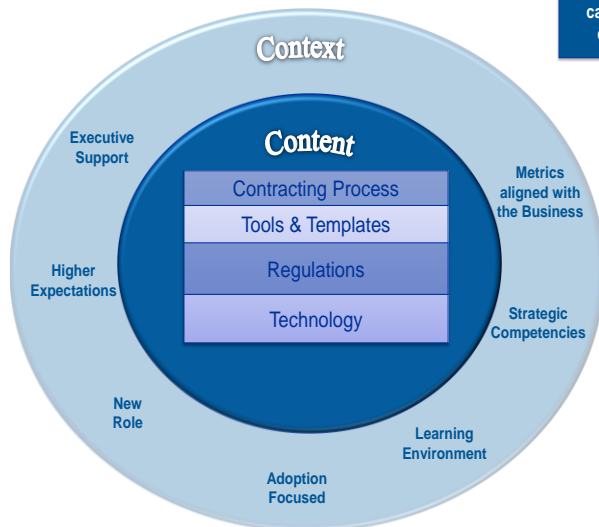 Context
Content
Contracting Process
Tools & Templates
Regulations
Technology
Executive
Support
Higher
Expectations
New
Role
Adoption
Focused
Learning
Environment
Strategic
Competencies
Metrics
aligned with
the Business